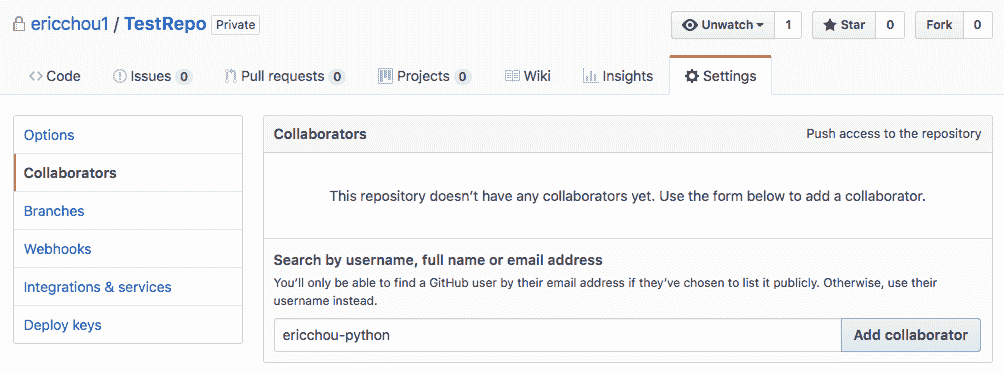 ericchou1 / TestRepo Private Unwatch 1 Star 0 Fork 0
Code Issues 0 Pull requests 0 Projects 0 Wiki Insights Settings
Options
Collaborators
Branches
Webhooks
Integrations & services
Deploy keys
Collaborators Push access to the repository
This repository doesn't have any collaborators yet. Use the form below to add a collaborator.
Search by username, full name or email address
You'll only be able to find a GitHub user by their email address if they've chosen to list it publicly. Otherwise, use their
username instead.
ericchou-python Add collaborator